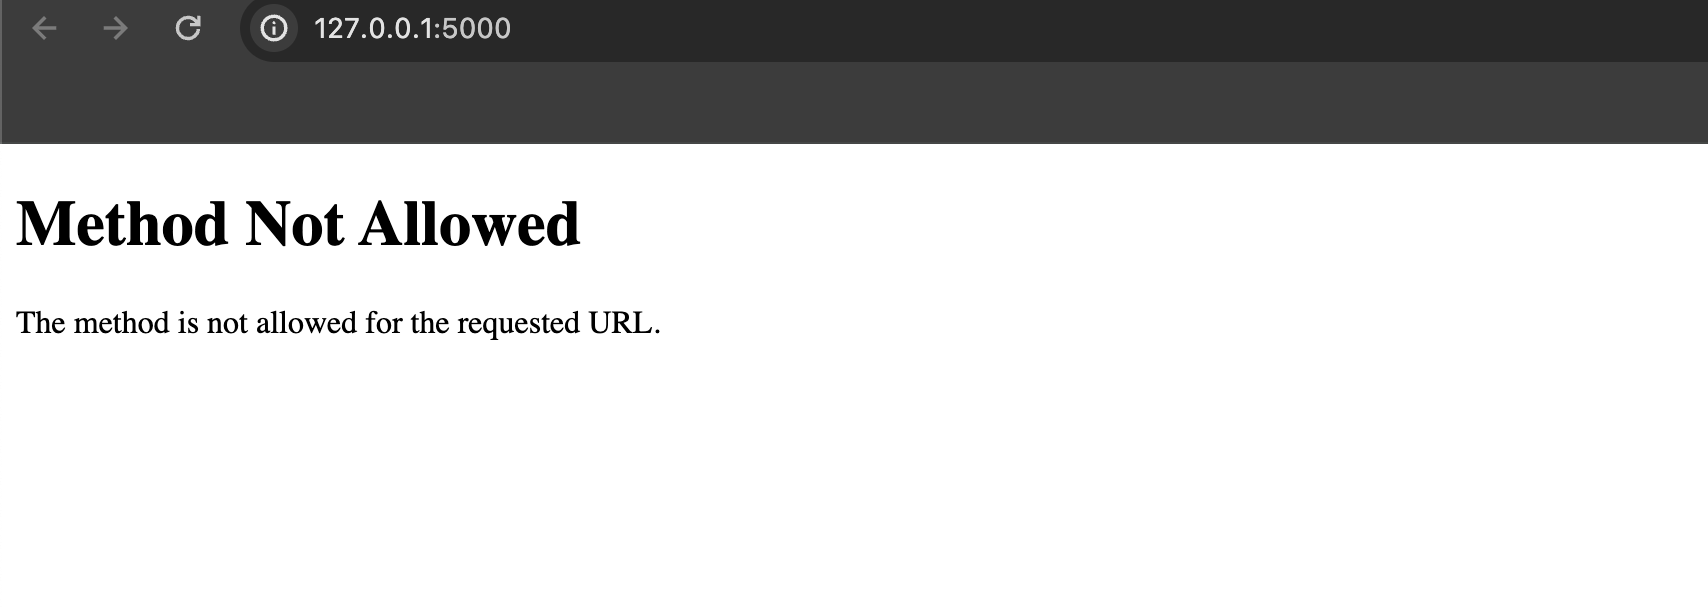 127.0.0.1:5000
Method Not Allowed
The method is not allowed for the requested URL.